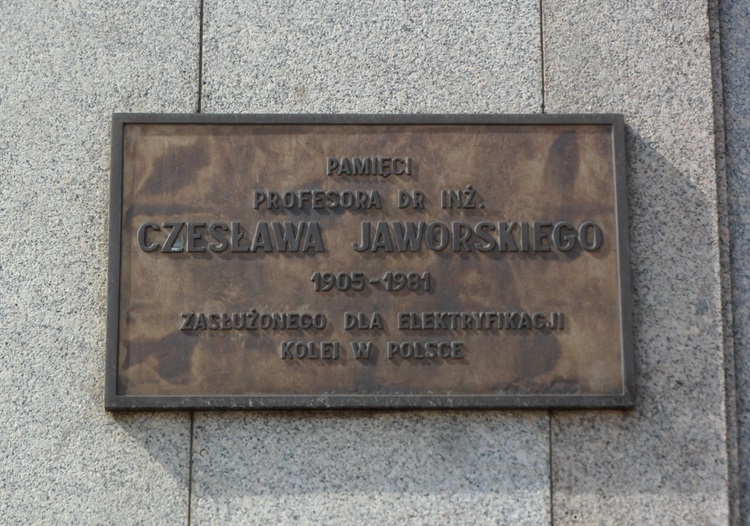 PAMIĘCI
PROFESORA DR INŻ.
CZESŁAWA JAWORSKIEGO
1905-1981
ZASŁUŻONEGO DLA ELEKTRYFIKACJI
KOLEI W POLSCE